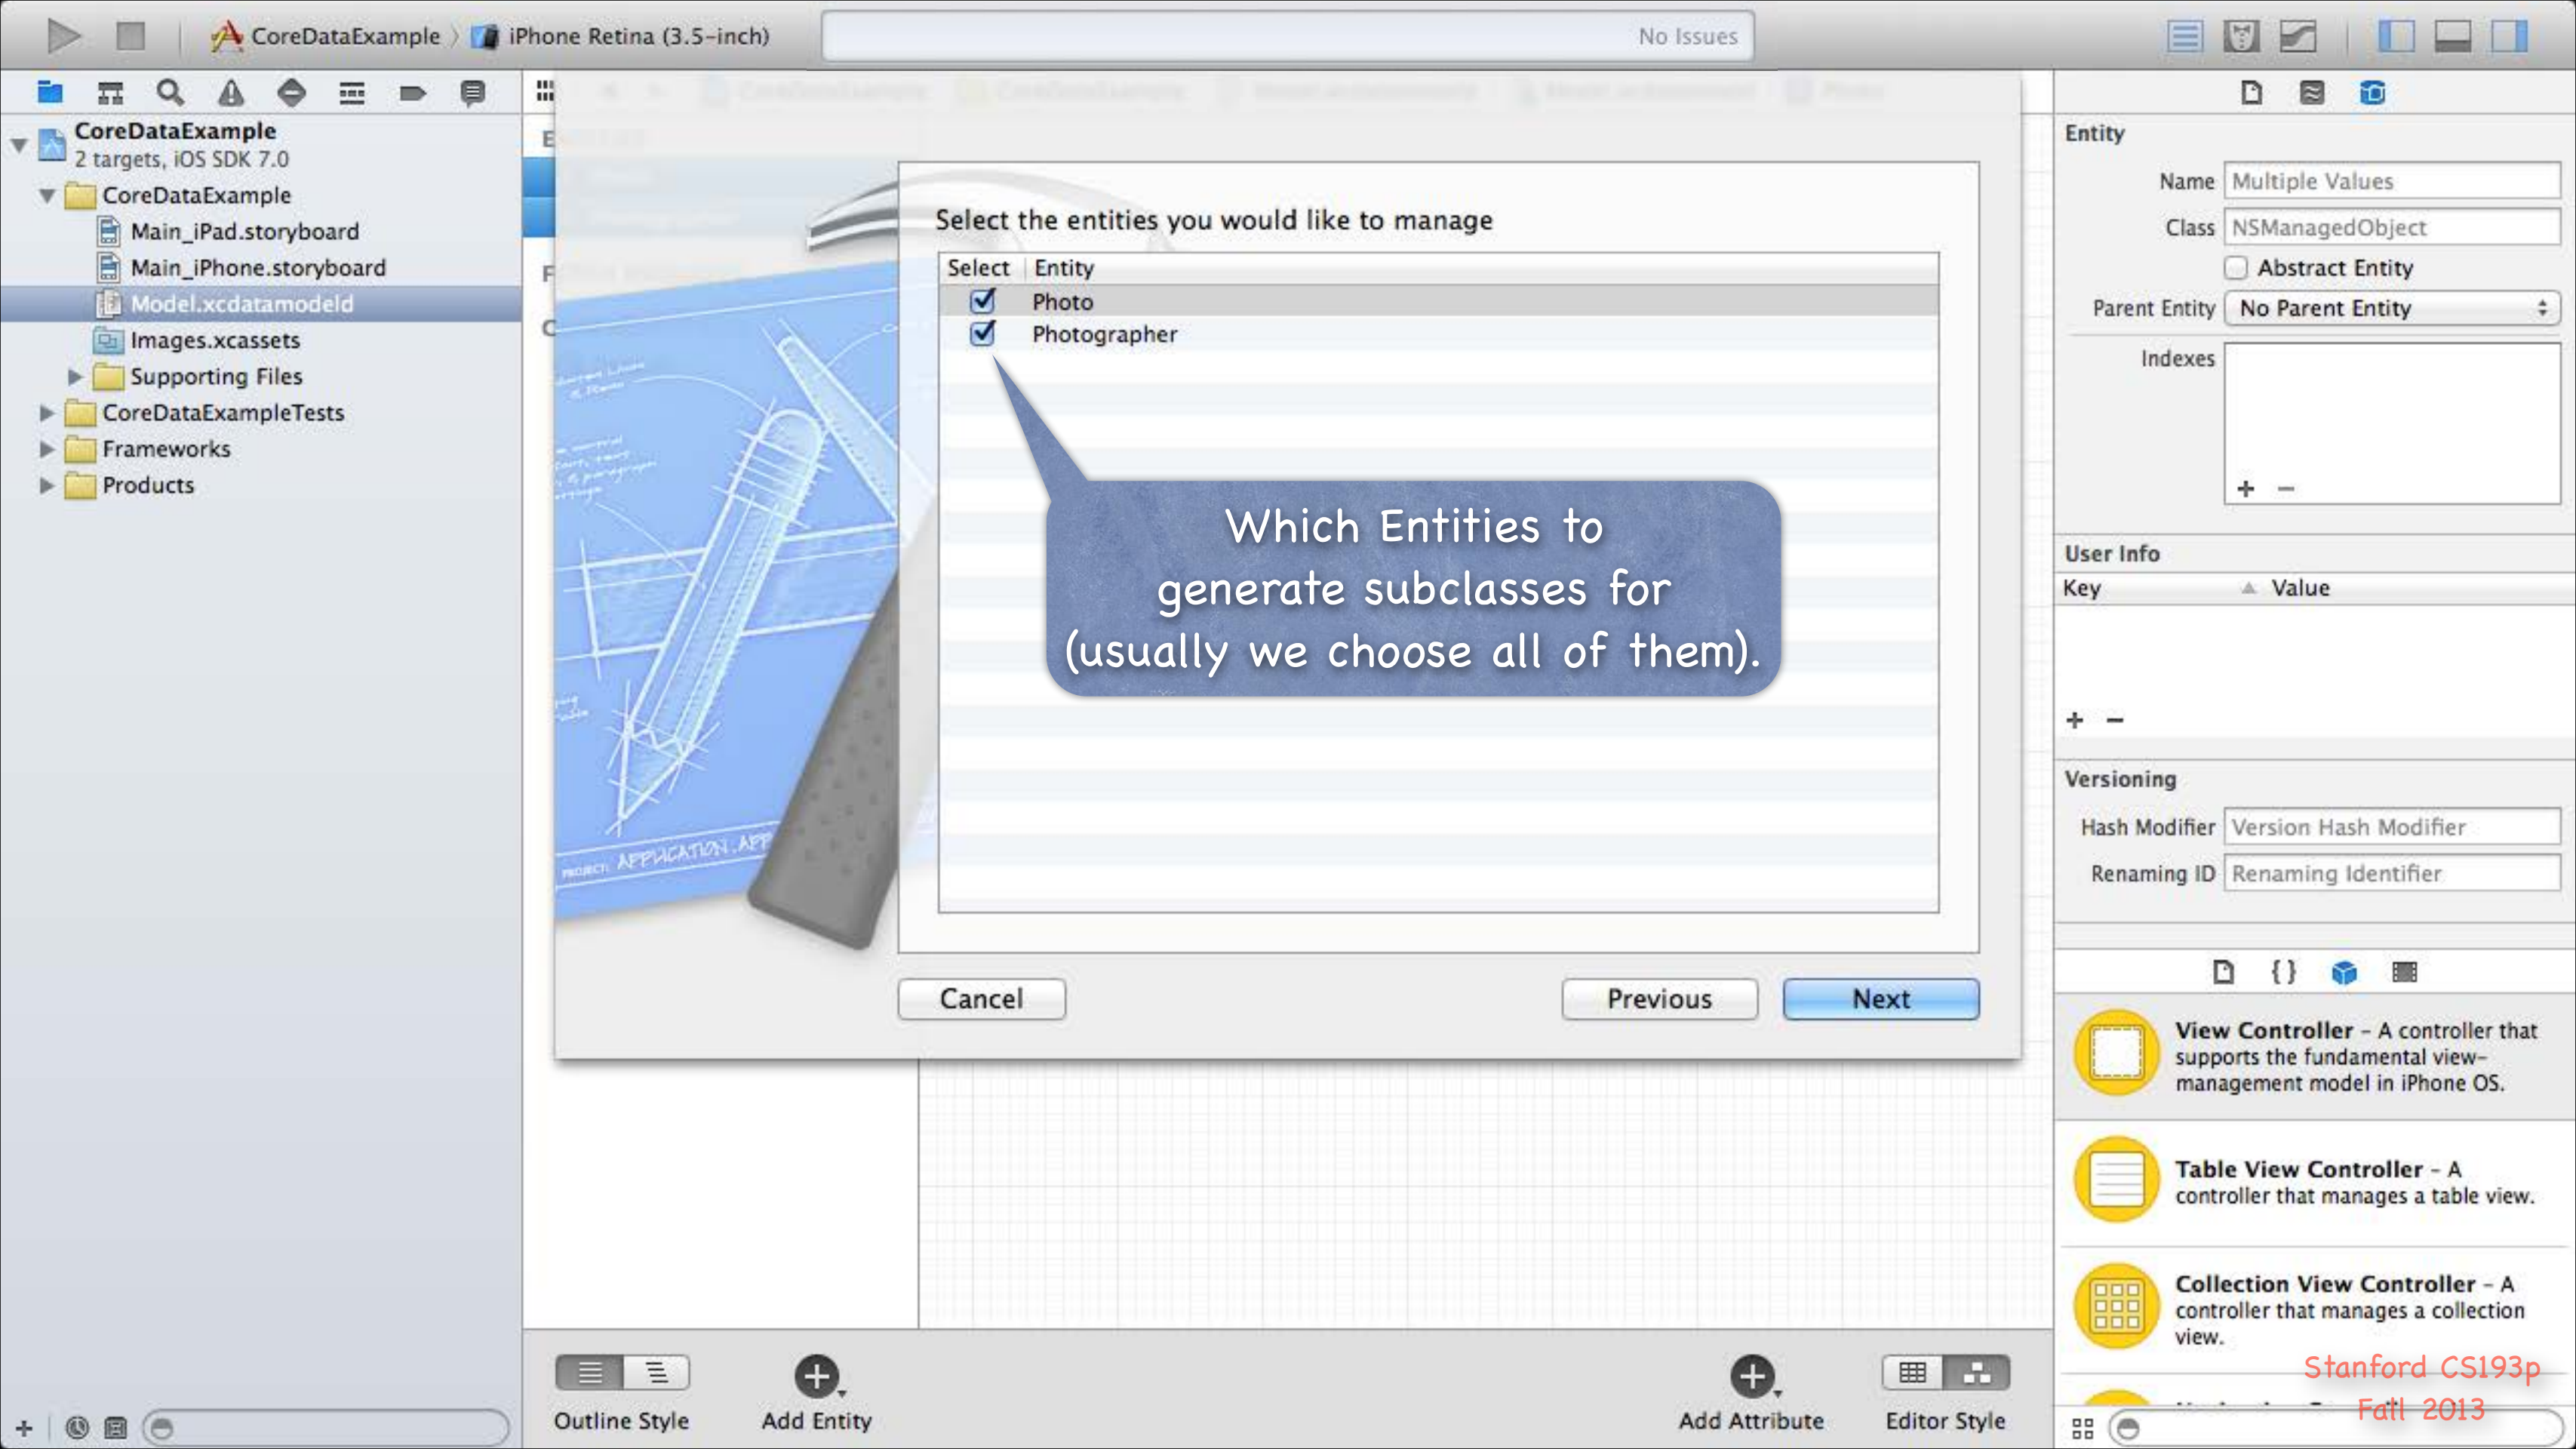 CoreDataExample
iPhone Retina (3.5-inch)
No Issues
CoreDataExample
2 targets, iOS SDK 7.0
CoreDataExample
Main_iPad.storyboard
Main_iPhone.storyboard
Model.xcdatamodeld
Images.xcassets
Supporting Files
CoreDataExampleTests
Frameworks
Products
Select the entities you would like to manage
Select Entity
Photo
Photographer
Which Entities to
generate subclasses for
(usually we choose all of them).
PROJECT: APPLICATION.APP
Cancel
Previous
Next
Outline Style
Add Entity
Add Attribute
Editor Style
Entity
Name Multiple Values
Class NSManagedObject
Abstract Entity
Parent Entity No Parent Entity
Indexes
User Info
Key Value
Versioning
Hash Modifier Version Hash Modifier
Renaming ID Renaming Identifier
View Controller - A controller that
supports the fundamental view-
management model in iPhone OS.
Table View Controller - A
controller that manages a table view.
Collection View Controller - A
controller that manages a collection
view.
Stanford CS193p
Fall 2013